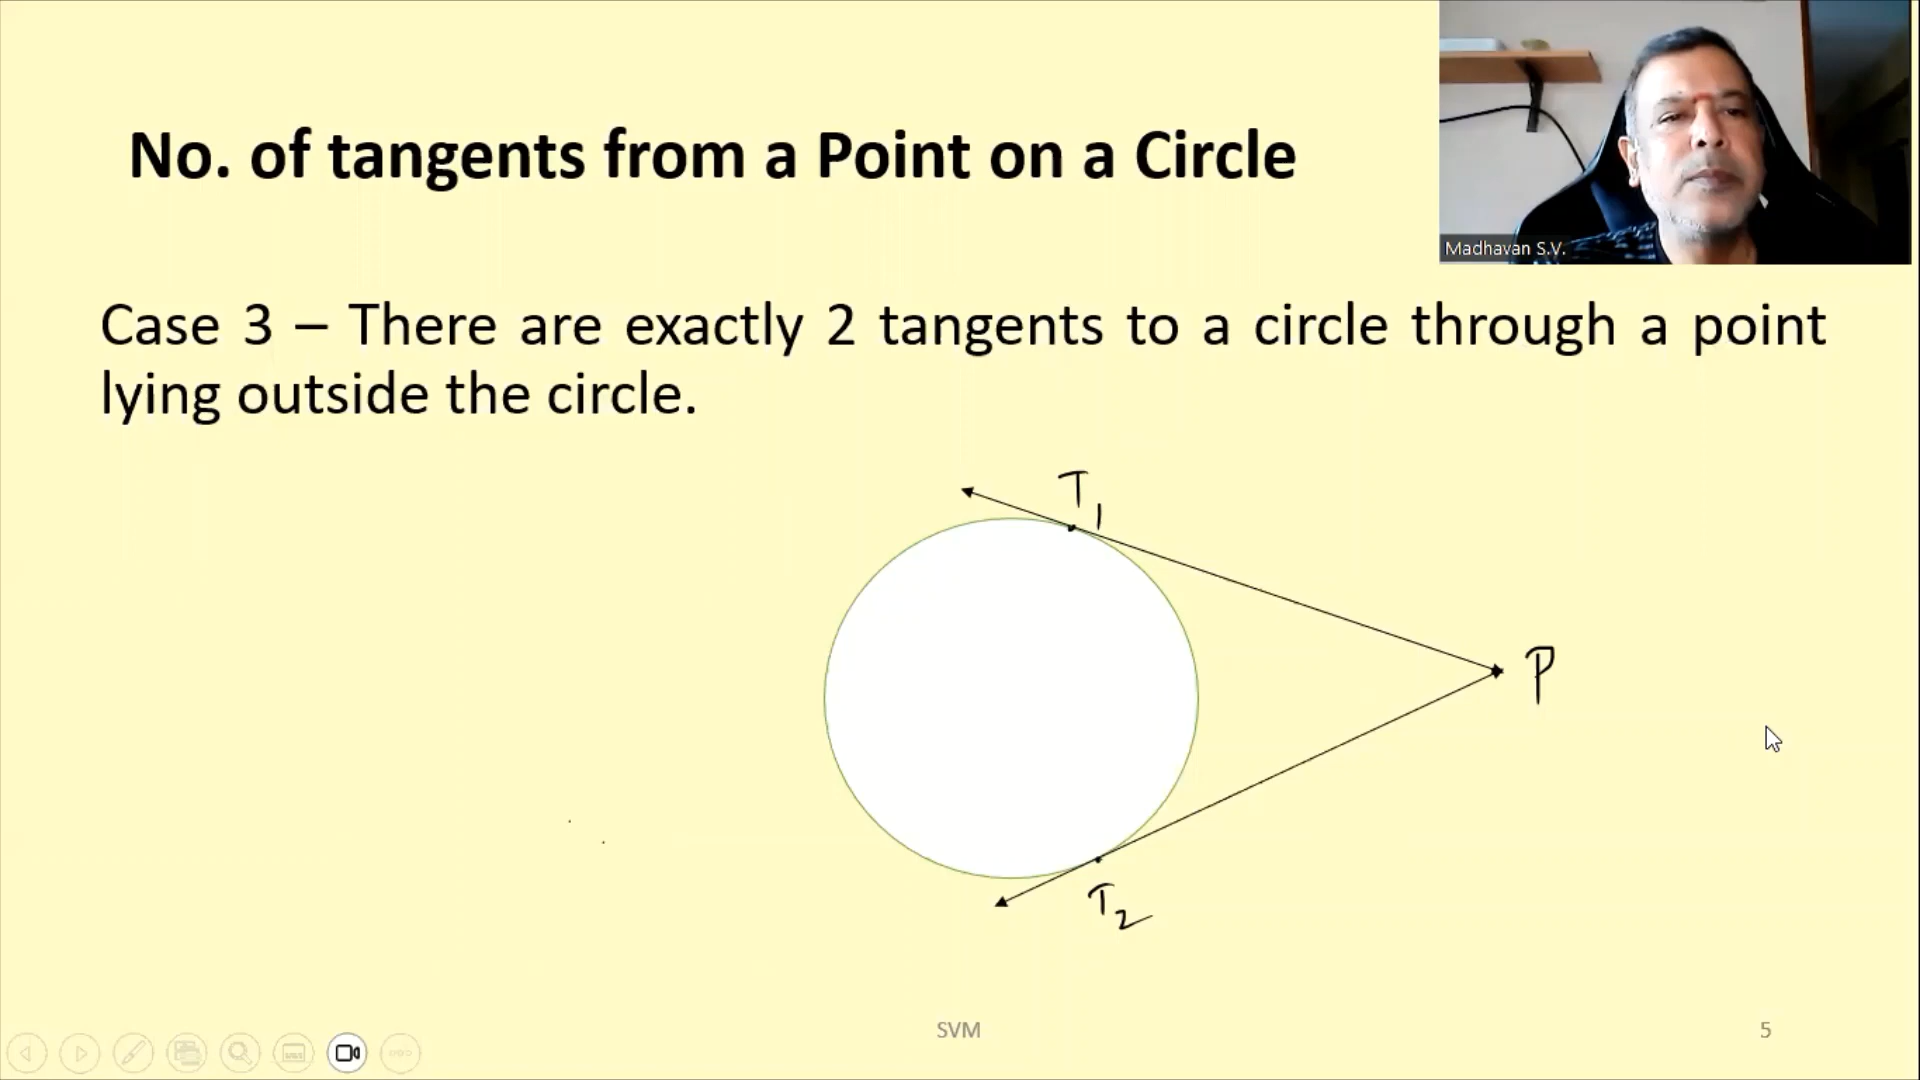 No. of tangents from a Point on a Circle
Madhavan S.V.
Case 3 – There are exactly 2 tangents to a circle through a point
lying outside the circle.
T1
P
T2
SVM
5